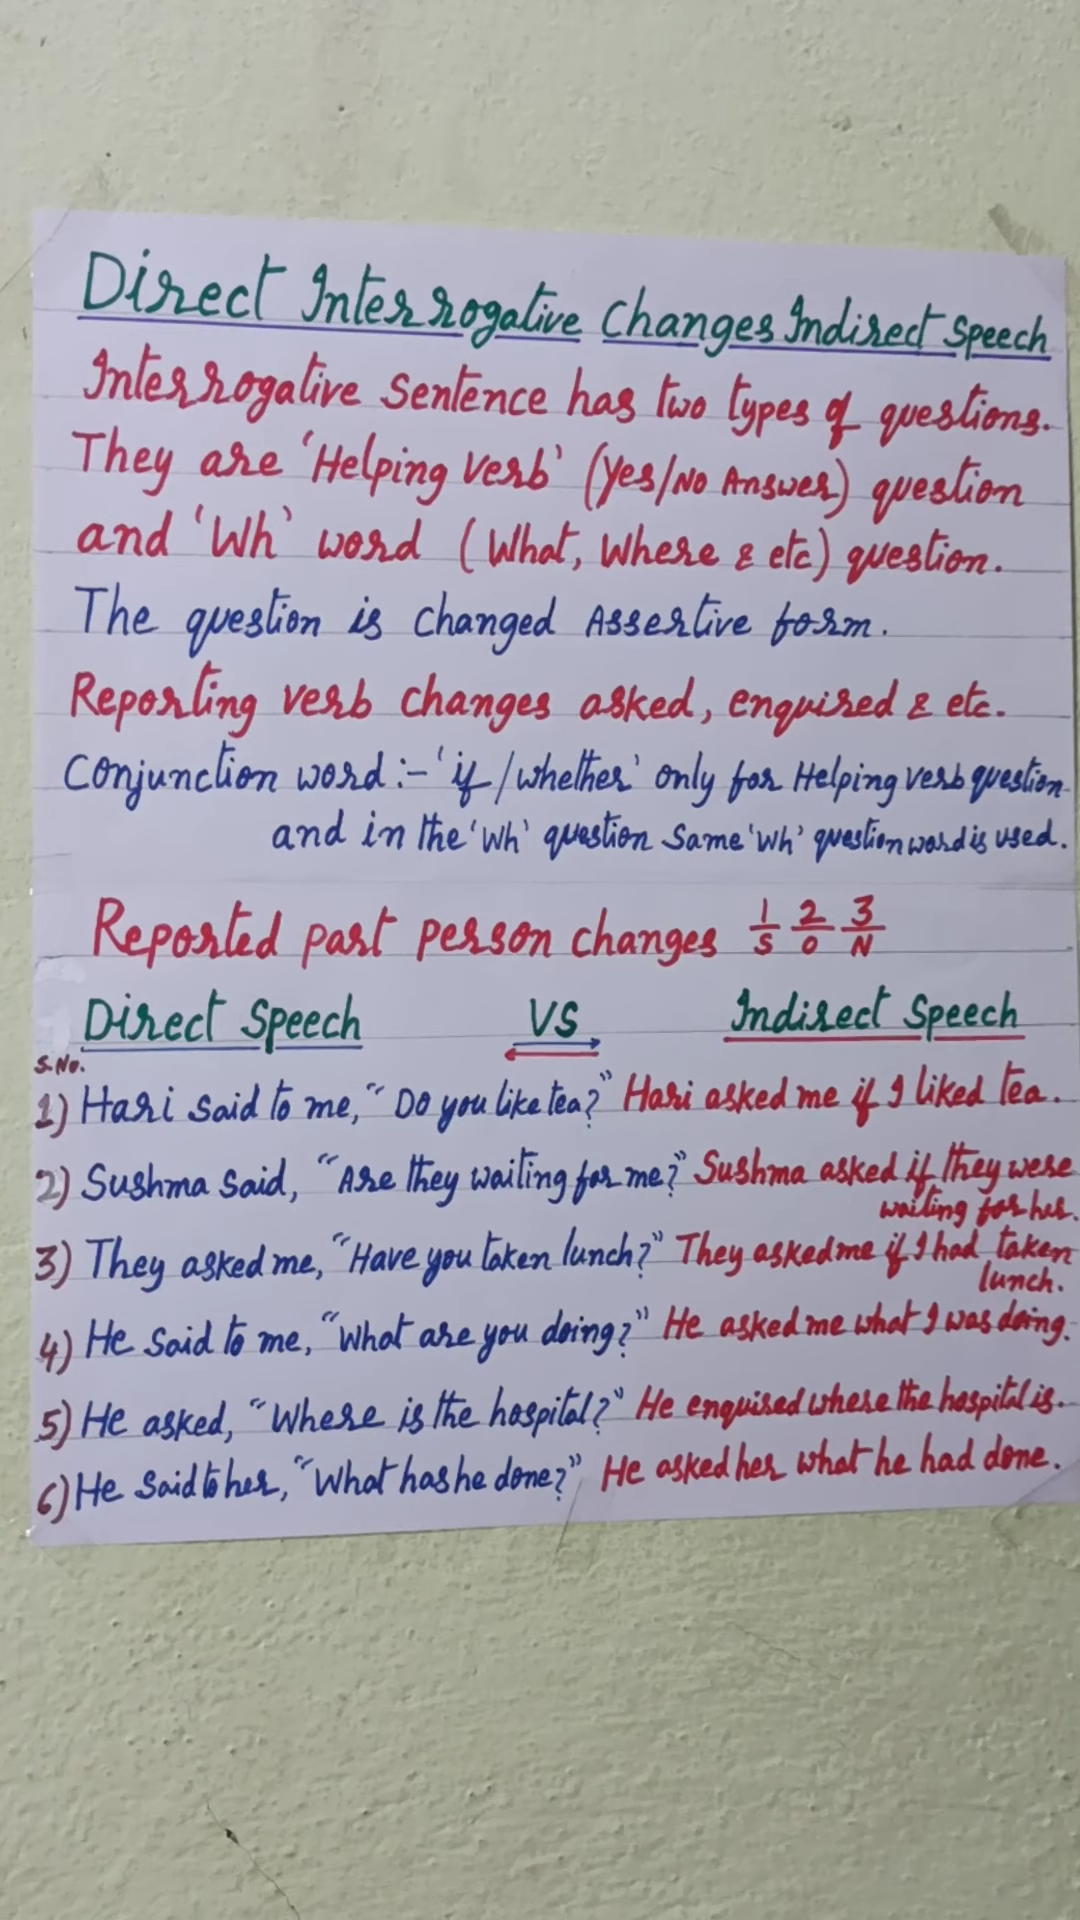 Direct Interrogative Changes Indirect Speech
Interrogative Sentence has two types of questions.
They are 'Helping Verb' (Yes/No Answer) question
and 'Wh' word (What, Where & etc) question.
The question is changed Assertive form.
Reporting verb changes asked, enquired & etc.
Conjunction word :- 'if/whether' only for Helping verb question
and in the 'Wh' question Same 'Wh' question word is used.
Reported part person changes 1/S 2/O 3/N
Direct Speech VS Indirect Speech
S.No.
1) Hari said to me, "Do you like tea?" Hari asked me if I liked tea.
2) Sushma said, "Are they waiting for me?" Sushma asked if they were
waiting for her.
3) They asked me, "Have you taken lunch?" They asked me if I had taken
lunch.
4) He said to me, "What are you doing?" He asked me what I was doing.
5) He asked, "Where is the hospital?" He enquired where the hospital is.
6) He Said to her, "What has he done?" He asked her what he had done.